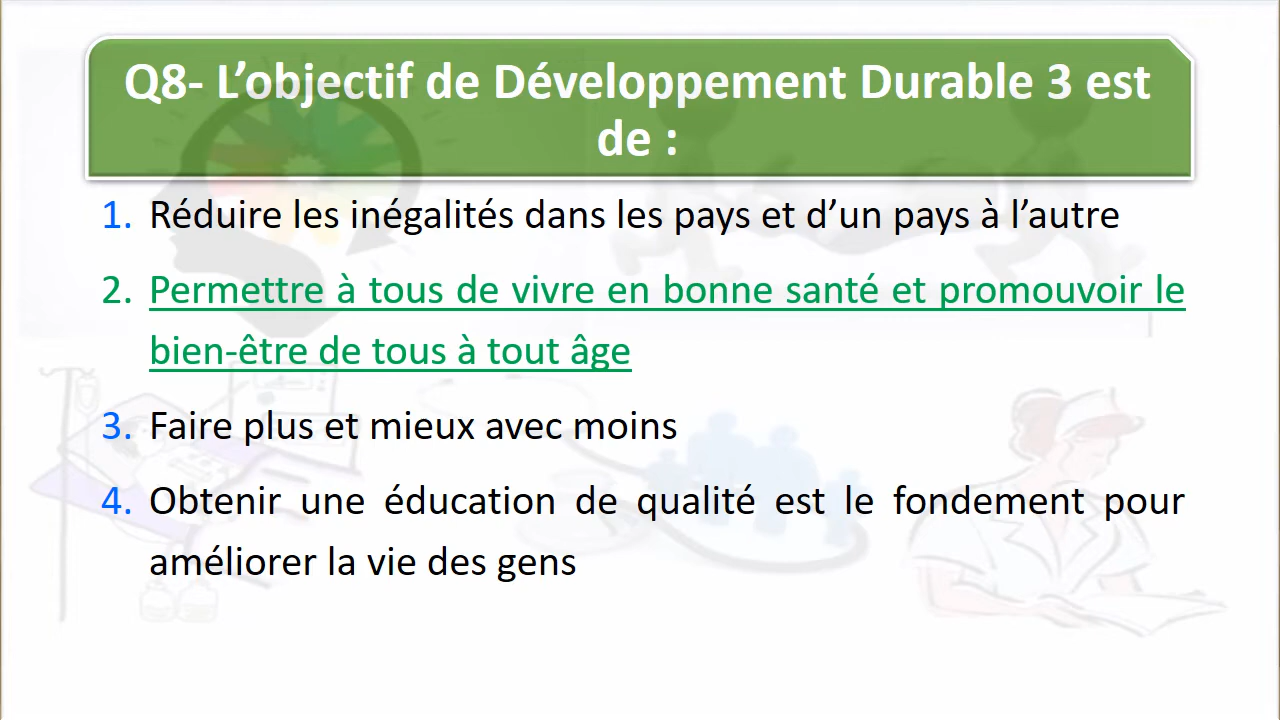 Q8- L’objectif de Développement Durable 3 est
de :
1. Réduire les inégalités dans les pays et d’un pays à l’autre
2. Permettre à tous de vivre en bonne santé et promouvoir le
bien-être de tous à tout âge
3. Faire plus et mieux avec moins
4. Obtenir une éducation de qualité est le fondement pour
améliorer la vie des gens